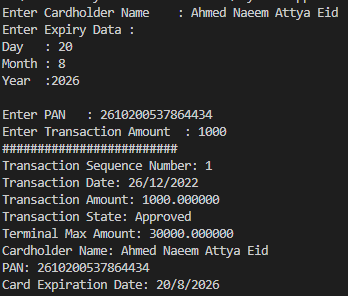 Enter Cardholder Name    : Ahmed Naeem Attya Eid
Enter Expiry Data :
Day   : 20
Month : 8
Year  :2026
Enter PAN   : 2610200537864434
Enter Transaction Amount  : 1000
#########################
Transaction Sequence Number: 1
Transaction Date: 26/12/2022
Transaction Amount: 1000.000000
Transaction State: Approved
Terminal Max Amount: 30000.000000
Cardholder Name: Ahmed Naeem Attya Eid
PAN: 2610200537864434
Card Expiration Date: 20/8/2026